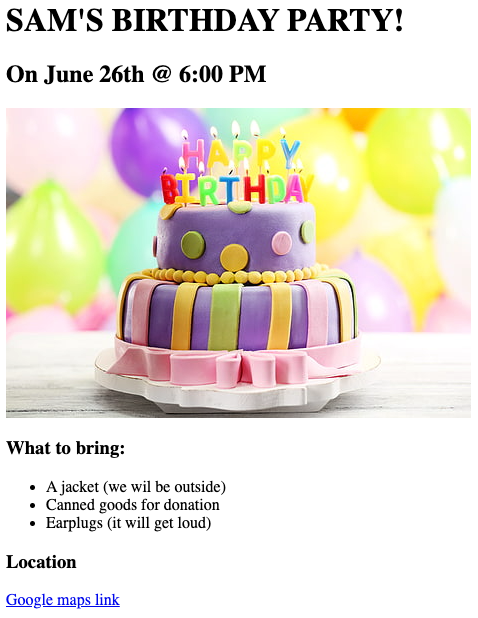 SAM'S BIRTHDAY PARTY!
On June 26th @ 6:00 PM
HAPPY
BIRTHDAY
What to bring:
A jacket (we wil be outside)
Canned goods for donation
Earplugs (it will get loud)
Location
Google maps link